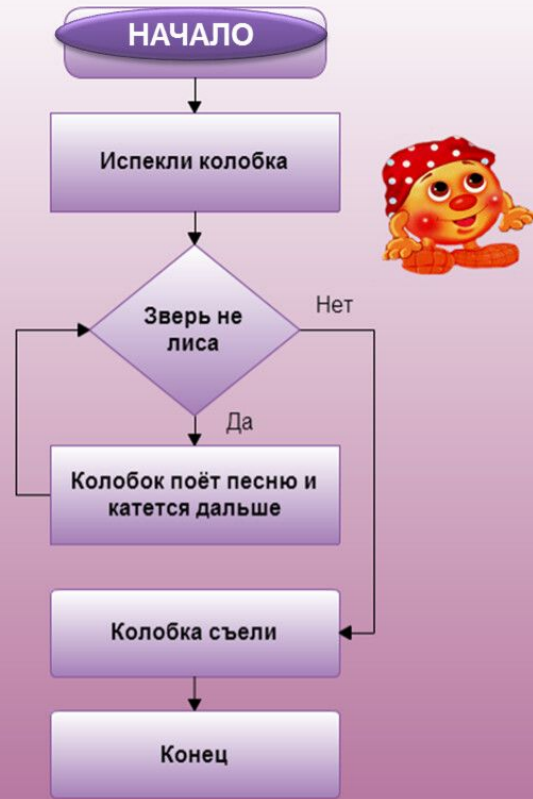 НАЧАЛО
Испекли колобка
Зверь не
лиса
Нет
Да
Колобок поёт песню и
катется дальше
Колобка съели
Конец